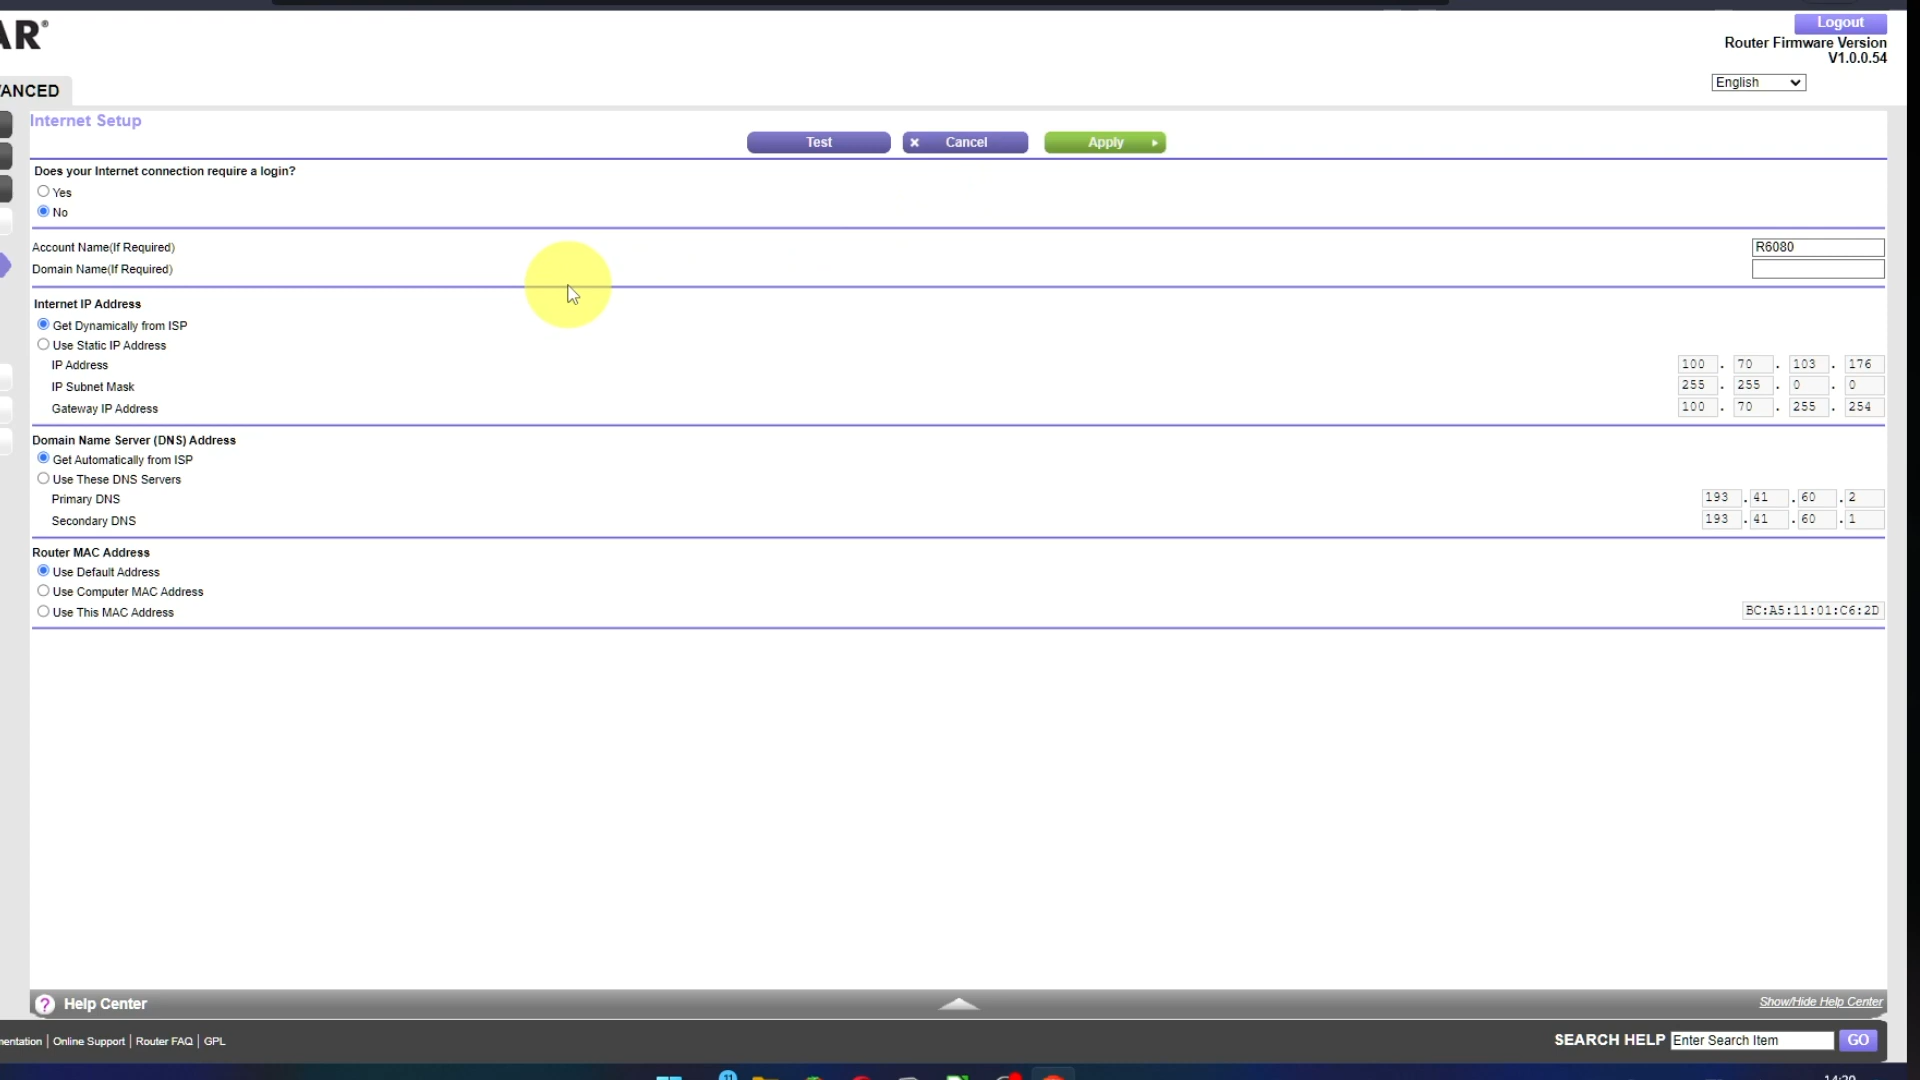 AR®
Logout
Router Firmware Version
V1.0.0.54
English
ANCED
Internet Setup
Test
× Cancel
Apply
Does your Internet connection require a login?
Yes
No
Account Name(If Required)
R6080
Domain Name(If Required)
Internet IP Address
Get Dynamically from ISP
Use Static IP Address
IP Address
100 . 70 . 103 . 176
IP Subnet Mask
255 . 255 . 0 . 0
Gateway IP Address
100 . 70 . 255 . 254
Domain Name Server (DNS) Address
Get Automatically from ISP
Use These DNS Servers
Primary DNS
193 . 41 . 60 . 2
Secondary DNS
193 . 41 . 60 . 1
Router MAC Address
Use Default Address
Use Computer MAC Address
Use This MAC Address
BC:A5:11:01:C6:2D
? Help Center
Show/Hide Help Center
mentation | Online Support | Router FAQ | GPL
SEARCH HELP Enter Search Item GO
11